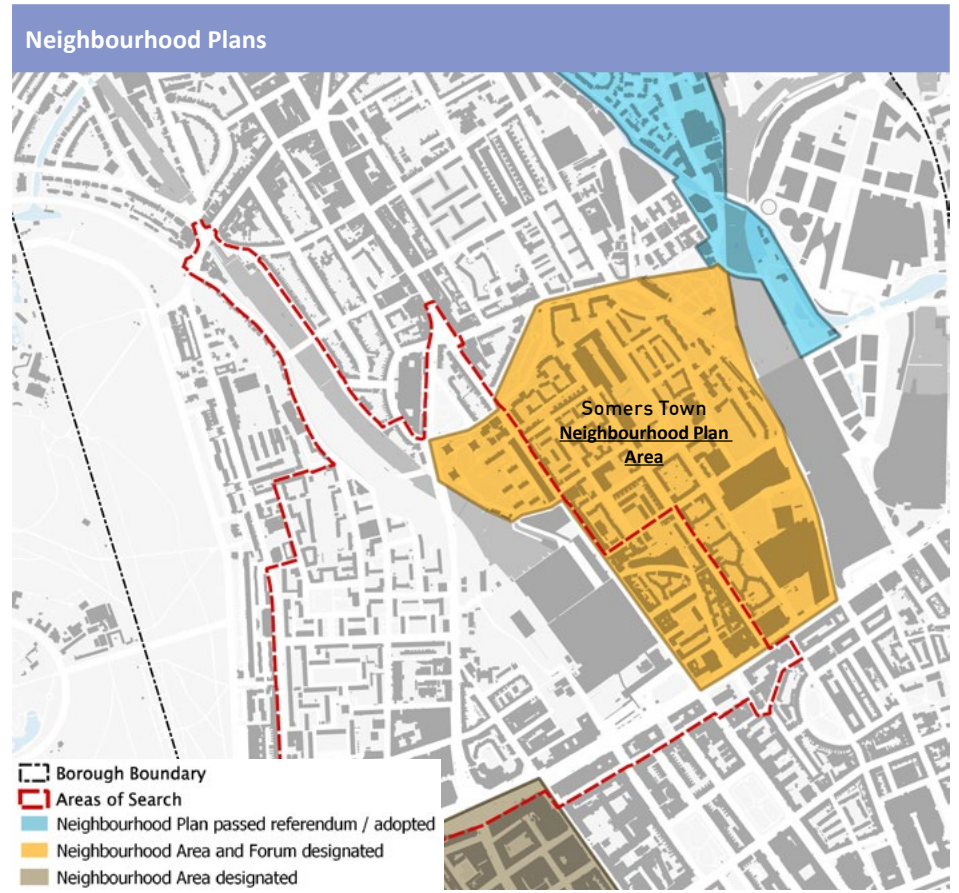 Neighbourhood Plans
Somers Town
Neighbourhood Plan
Area
Borough Boundary
Areas of Search
Neighbourhood Plan passed referendum / adopted
Neighbourhood Area and Forum designated
Neighbourhood Area designated